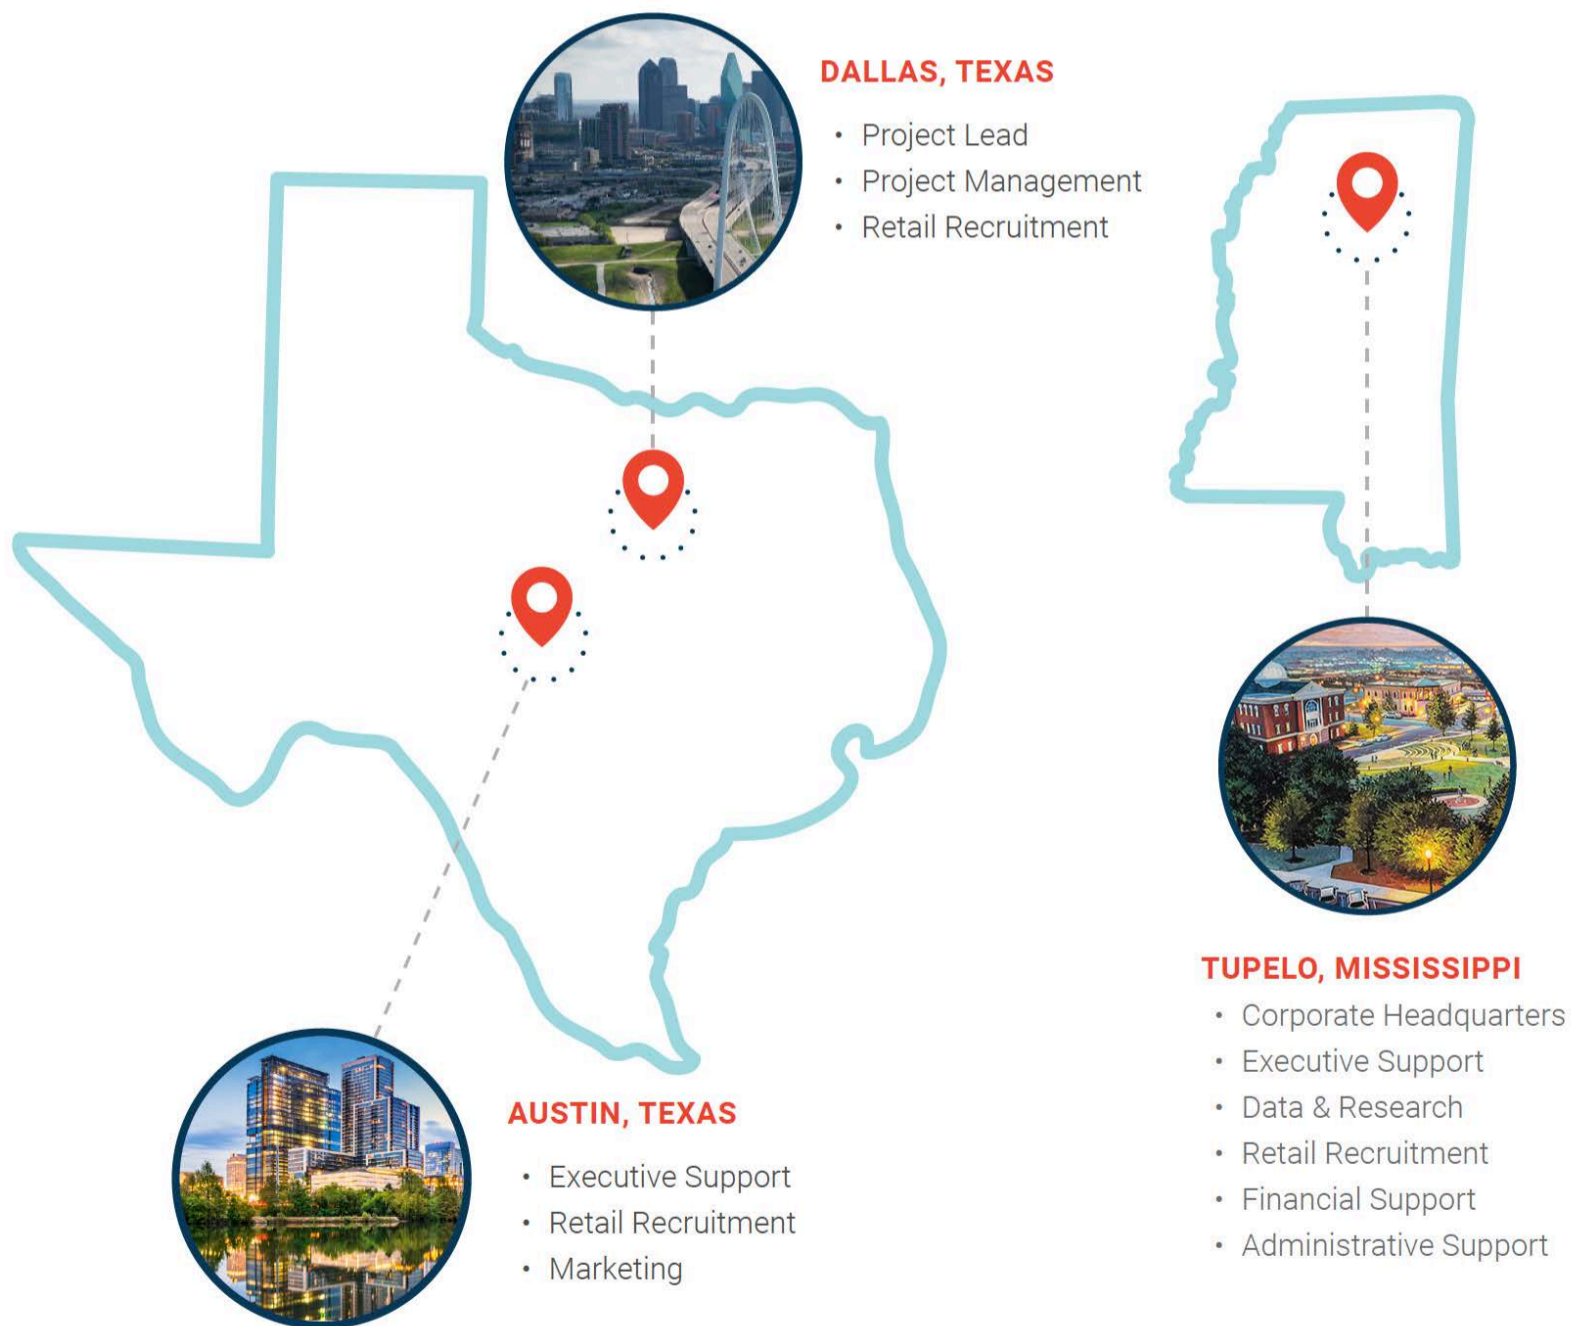 DALLAS, TEXAS
• Project Lead
• Project Management
• Retail Recruitment
AUSTIN, TEXAS
• Executive Support
• Retail Recruitment
• Marketing
TUPELO, MISSISSIPPI
• Corporate Headquarters
• Executive Support
• Data & Research
• Retail Recruitment
• Financial Support
• Administrative Support